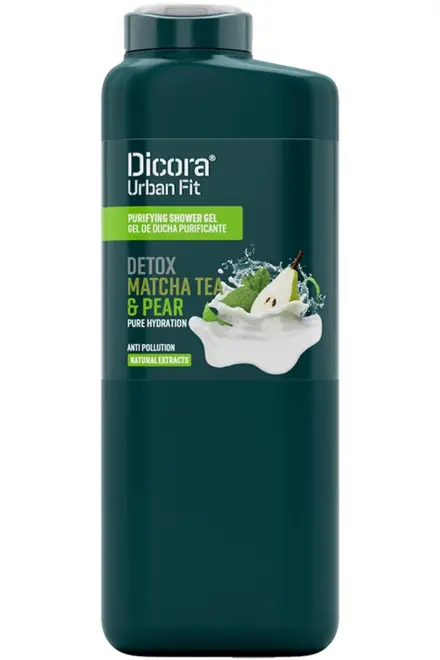 Dicora®
Urban Fit
PURIFYING SHOWER GEL
GEL DE DUCHA PURIFICANTE
DETOX
MATCHA TEA
& PEAR
PURE HYDRATION
ANTI POLLUTION
NATURAL EXTRACTS